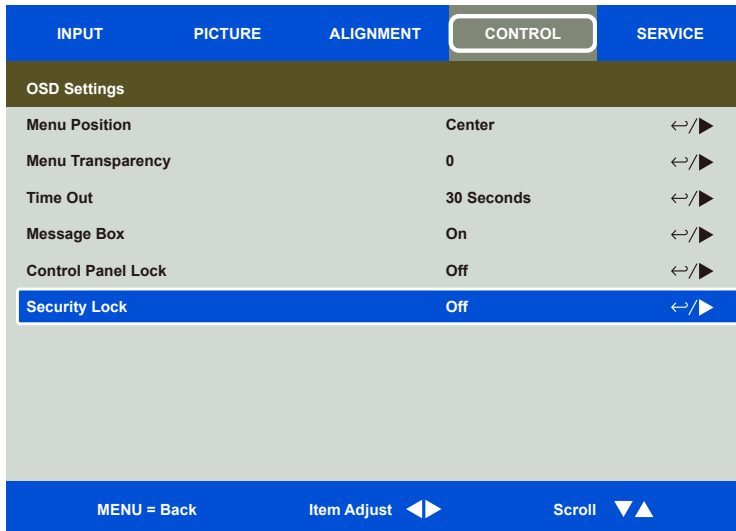 INPUT PICTURE ALIGNMENT CONTROL SERVICE
OSD Settings
Menu Position Center ↩/▶
Menu Transparency 0 ↩/▶
Time Out 30 Seconds ↩/▶
Message Box On ↩/▶
Control Panel Lock Off ↩/▶
Security Lock Off ↩/▶
MENU = Back Item Adjust ◀▶ Scroll ▼▲